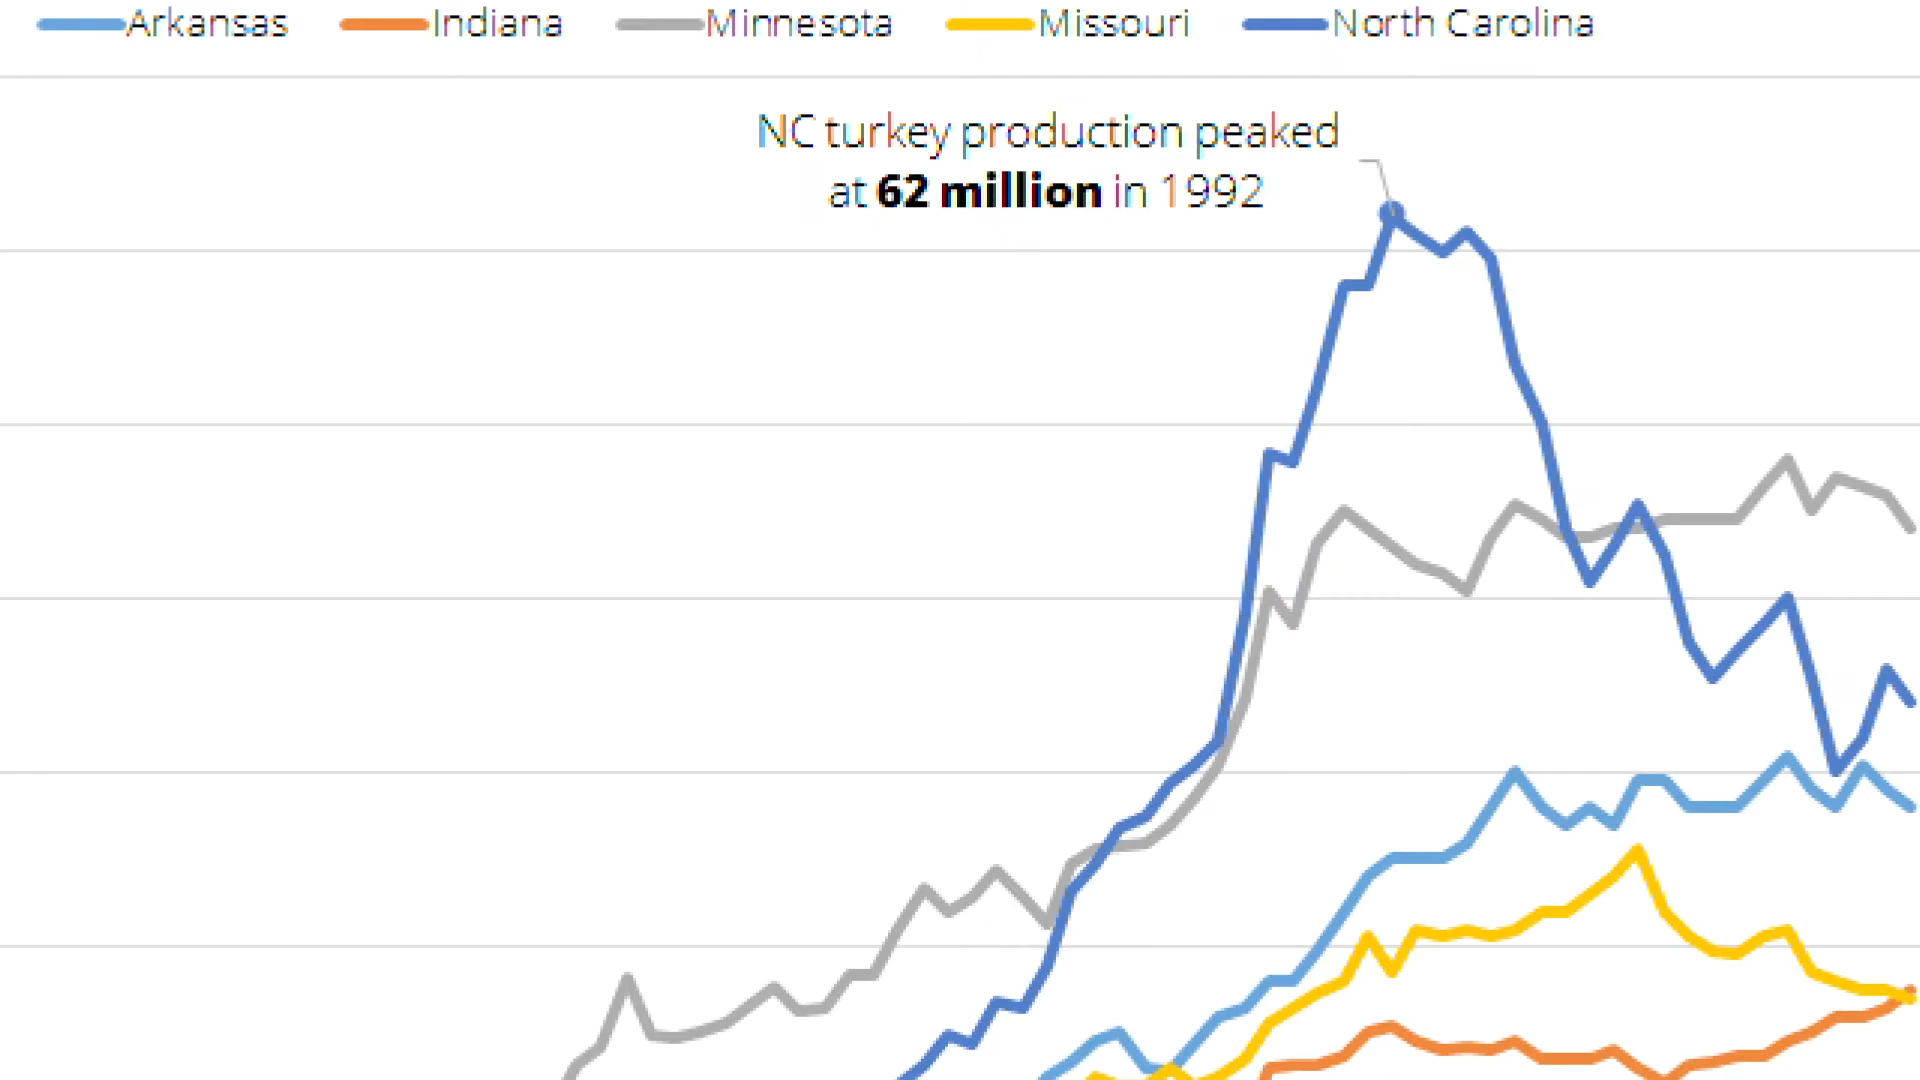 Arkansas Indiana Minnesota Missouri North Carolina
NC turkey production peaked
at 62 million in 1992